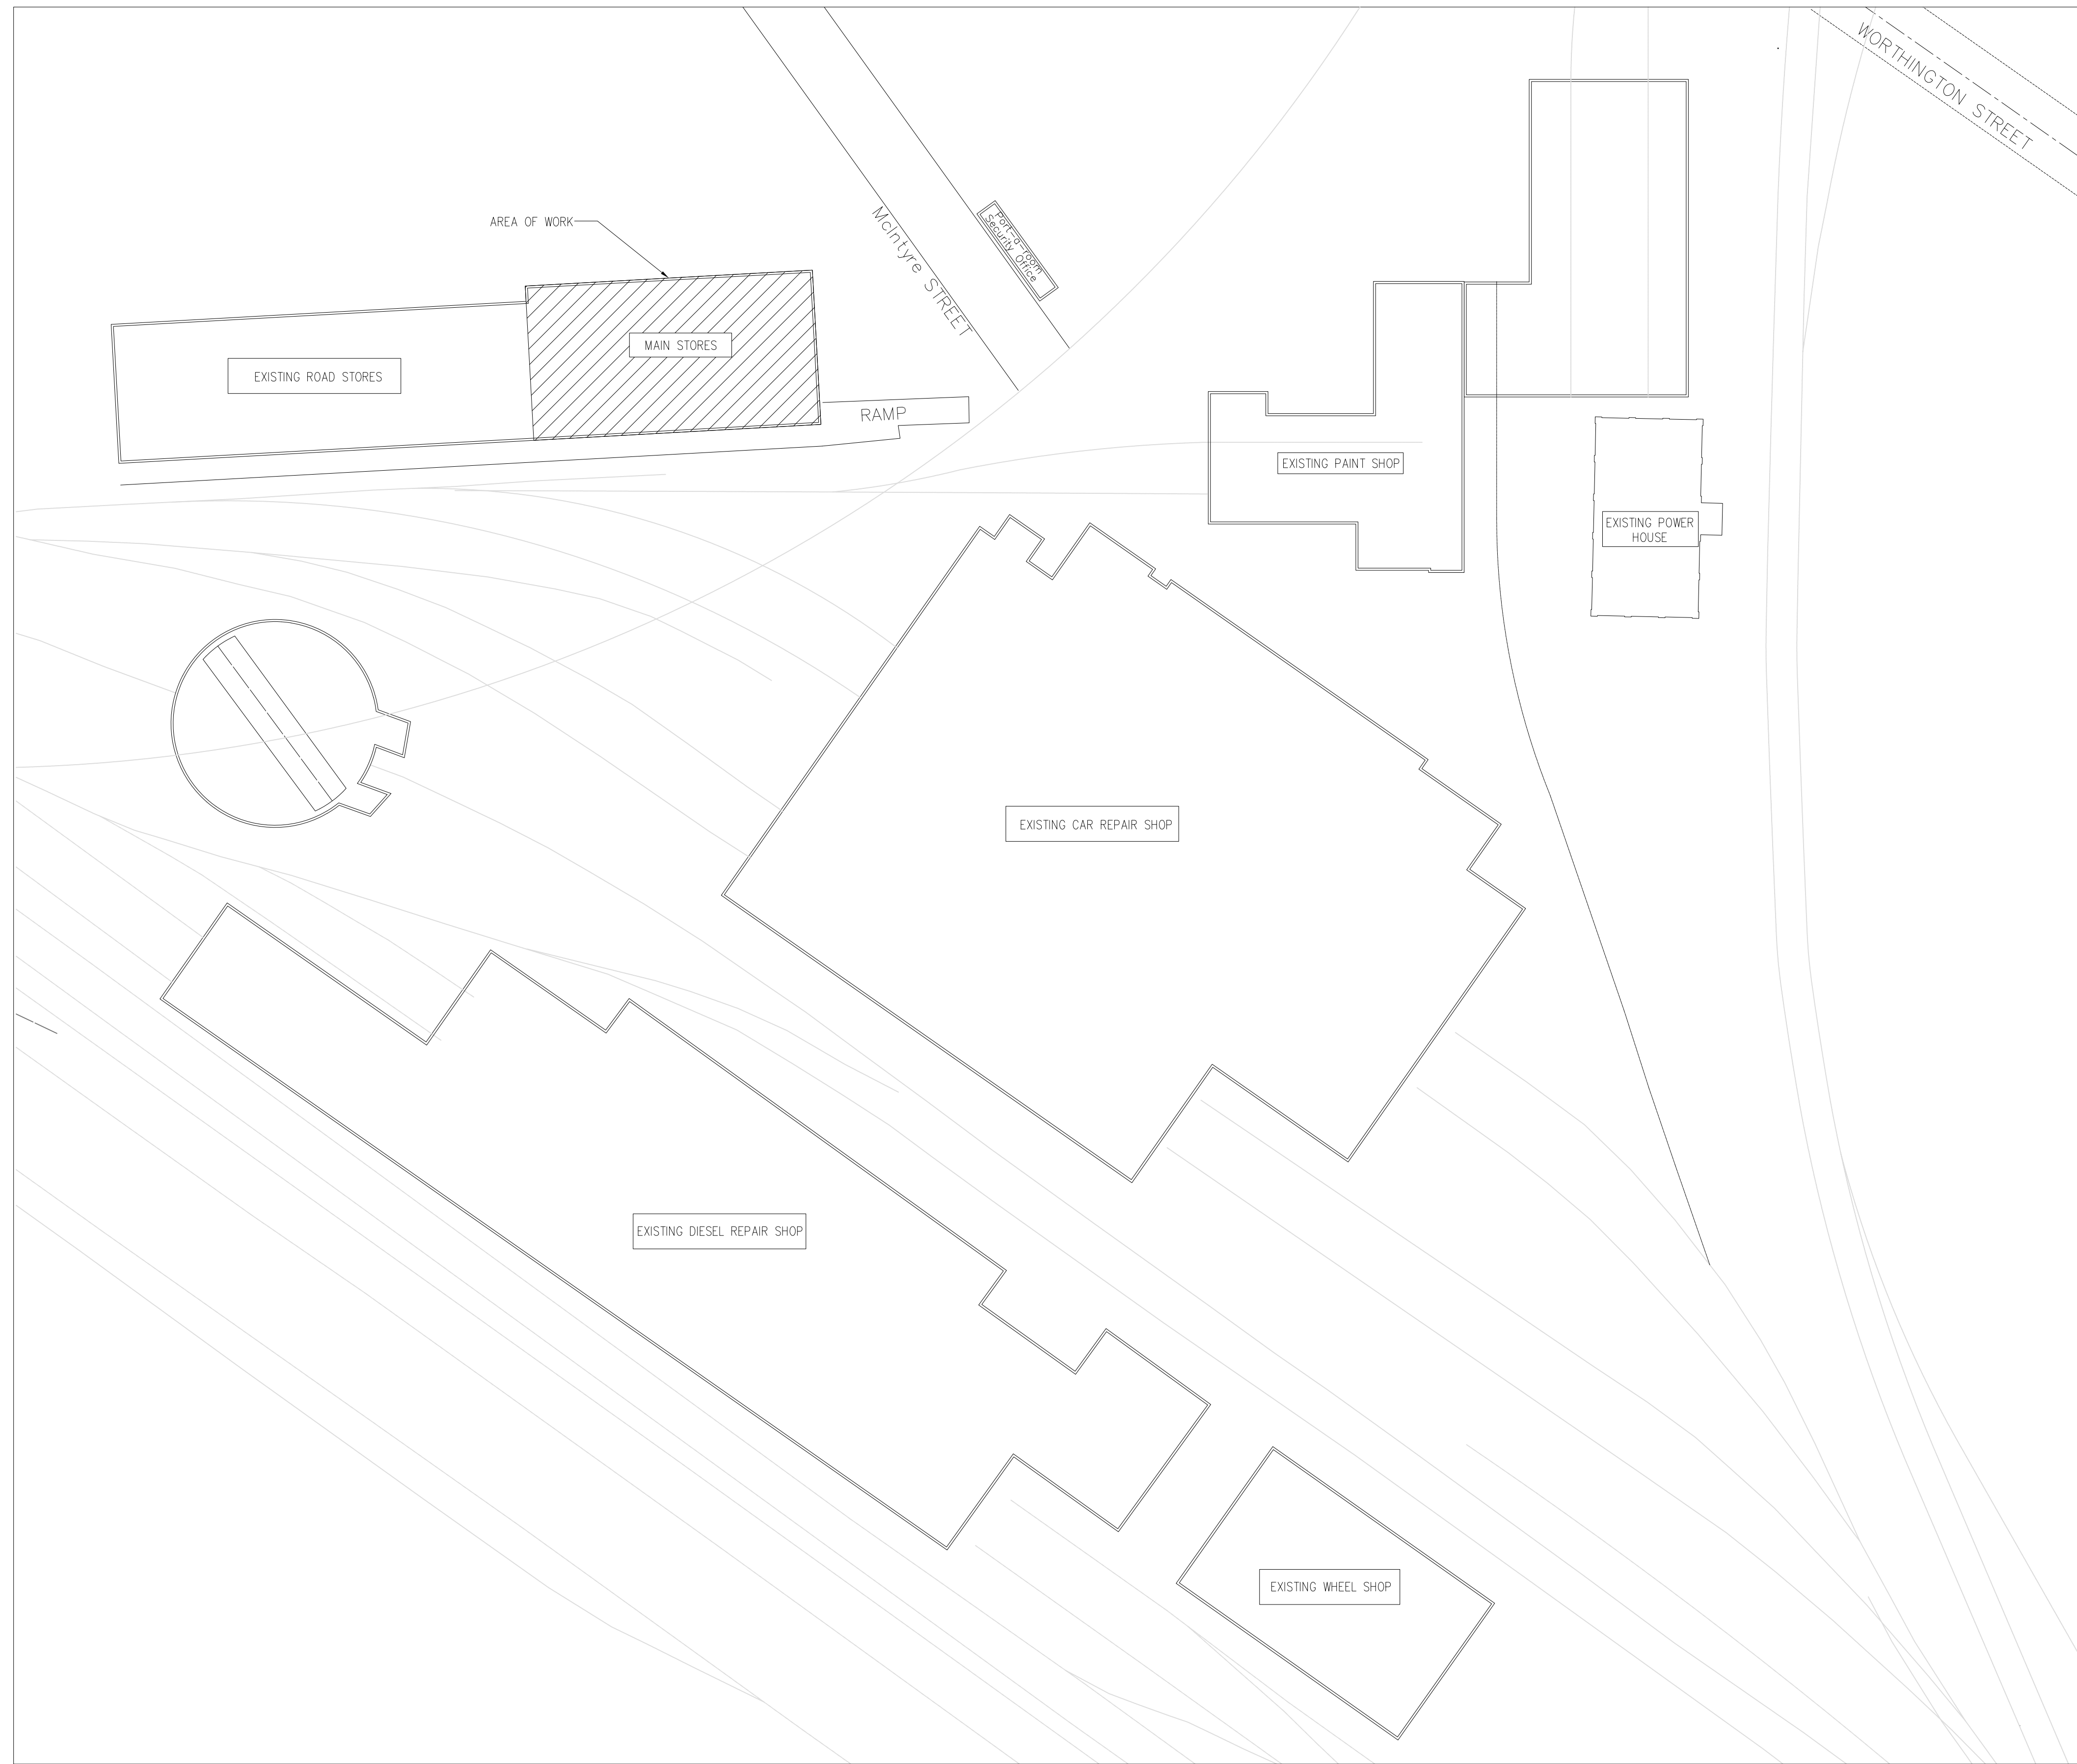 WORTHINGTON STREET
AREA OF WORK
McIntyre STREET
Port-a-room
Security Office
MAIN STORES
EXISTING ROAD STORES
RAMP
EXISTING PAINT SHOP
EXISTING POWER
HOUSE
EXISTING CAR REPAIR SHOP
EXISTING DIESEL REPAIR SHOP
EXISTING WHEEL SHOP